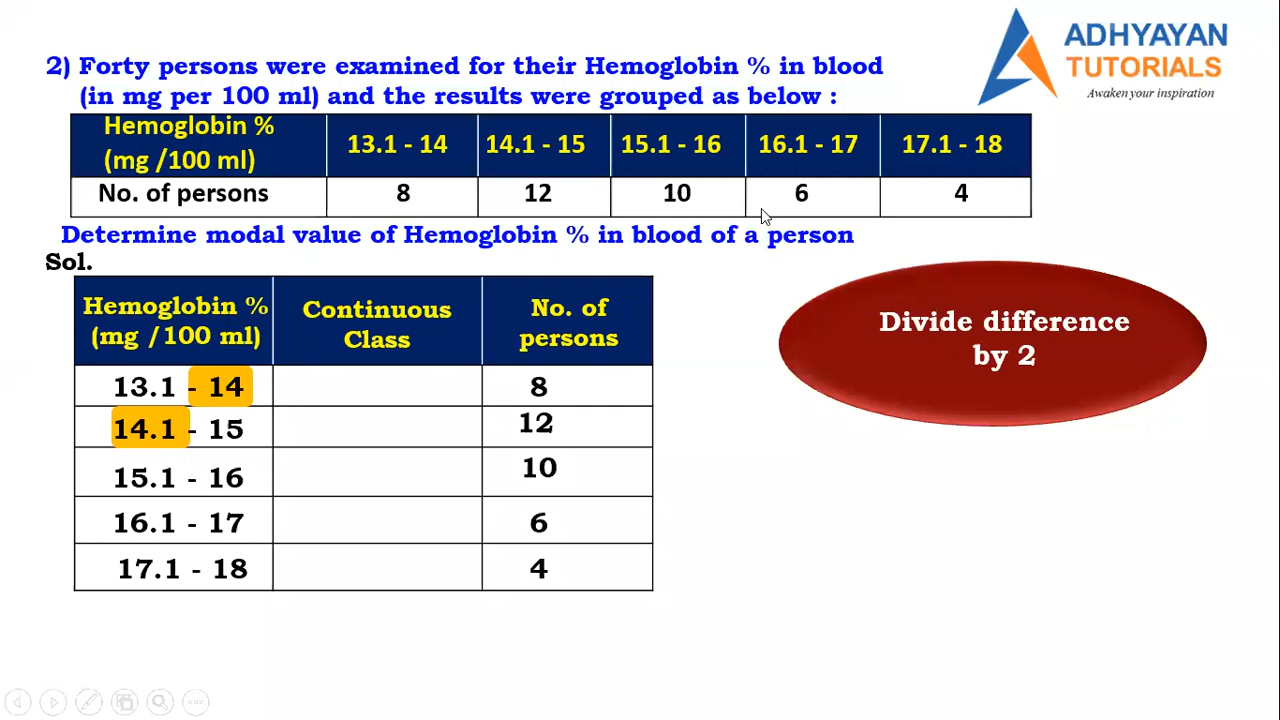 ADHYAYAN
TUTORIALS
Awaken your inspiration
2) Forty persons were examined for their Hemoglobin % in blood
(in mg per 100 ml) and the results were grouped as below :
Hemoglobin % (mg /100 ml) 13.1 - 14 14.1 - 15 15.1 - 16 16.1 - 17 17.1 - 18
No. of persons 8 12 10 6 4
Determine modal value of Hemoglobin % in blood of a person
Sol.
Hemoglobin % (mg /100 ml) Continuous Class No. of persons
13.1 - 14 8
14.1 - 15 12
15.1 - 16 10
16.1 - 17 6
17.1 - 18 4
Divide difference
by 2